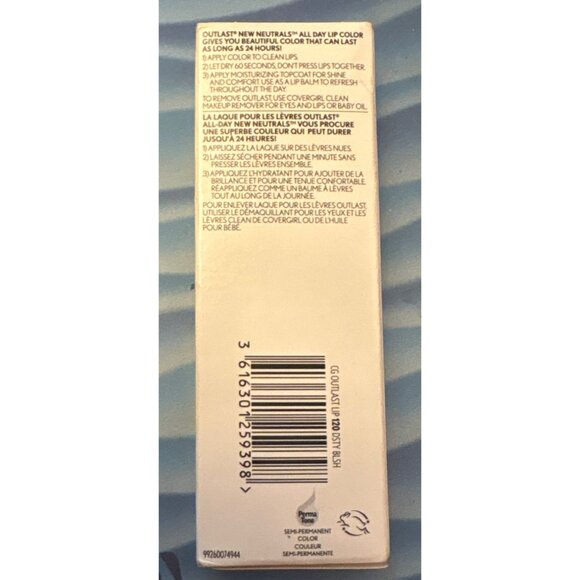 OUTLAST® NEW NEUTRALS™ ALL DAY LIP COLOR
GIVES YOU BEAUTIFUL COLOR THAT CAN LAST
AS LONG AS 24 HOURS!
1) APPLY COLOR TO CLEAN LIPS.
2) LET DRY 60 SECONDS, DON'T PRESS LIPS TOGETHER.
3) APPLY MOISTURIZING TOPCOAT FOR SHINE
AND COMFORT. USE AS A LIP BALM TO REFRESH
THROUGHOUT THE DAY.
TO REMOVE OUTLAST, USE COVERGIRL CLEAN
MAKEUP REMOVER FOR EYES AND LIPS OR BABY OIL.
LA LAQUE POUR LES LÈVRES OUTLAST®
ALL-DAY NEW NEUTRALS™ VOUS PROCURE
UNE SUPERBE COULEUR QUI PEUT DURER
JUSQU'À 24 HEURES!
1) APPLIQUEZ LA LAQUE SUR DES LÈVRES NUES.
2) LAISSEZ SÉCHER PENDANT UNE MINUTE SANS
PRESSER LES LÈVRES ENSEMBLE.
3) APPLIQUEZ L'HYDRATANT POUR AJOUTER DE LA
BRILLANCE ET POUR UNE TENUE CONFORTABLE.
RÉAPPLIQUEZ COMME UN BAUME À LÈVRES
TOUT AU LONG DE LA JOURNÉE.
POUR ENLEVER LAQUE POUR LES LÈVRES OUTLAST,
UTILISER LE DÉMAQUILLANT POUR LES YEUX ET LES
LÈVRES CLEAN DE COVERGIRL OU DE L'HUILE
POUR BÉBÉ.
3 616301 259398 >
CG OUTLAST LIP 120 DSTY BLSH
Perma
Tone
SEMI-PERMANENT
COLOR
COULEUR
SEMI-PERMANENTE
99260074944